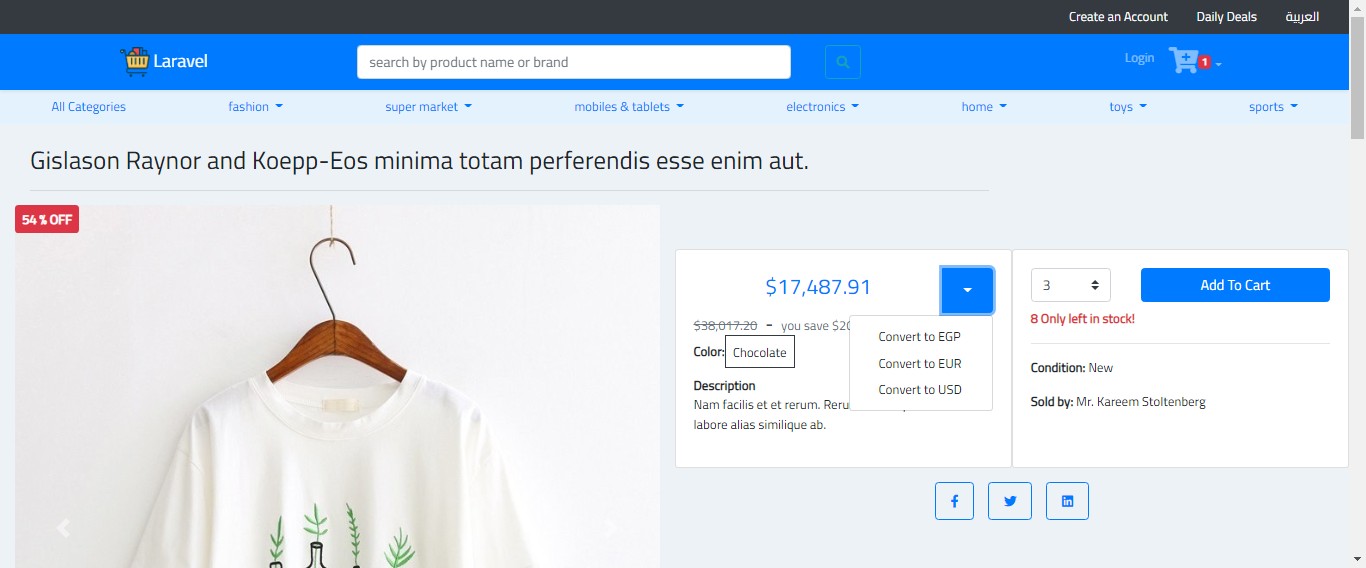 Create an Account Daily Deals العربية
Laravel search by product name or brand Login 1
All Categories fashion super market mobiles & tablets electronics home toys sports
Gislason Raynor and Koepp-Eos minima totam perferendis esse enim aut.
54 % OFF
$17,487.91
$38,017.20 - you save
Convert to EGP
Convert to EUR
Convert to USD
Color: Chocolate
Description
Nam facilis et et rerum.
labore alias similique ab.
3 Add To Cart
8 Only left in stock!
Condition: New
Sold by: Mr. Kareem Stoltenberg